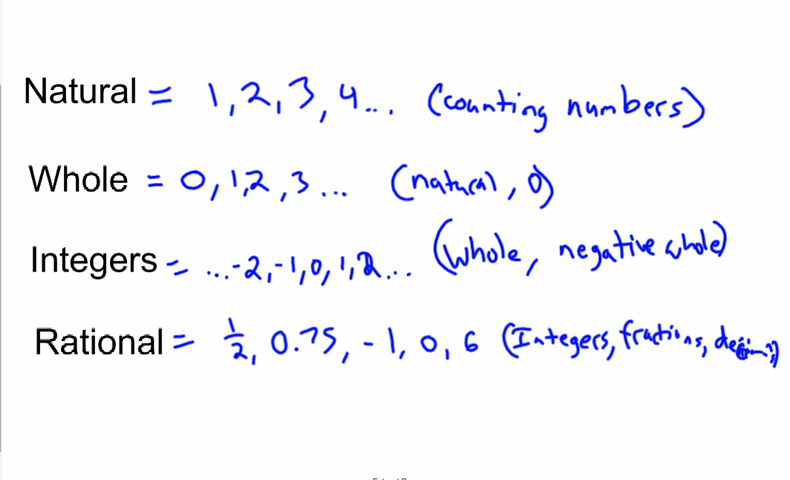 Natural = 1, 2, 3, 4... (counting numbers)
Whole = 0, 1, 2, 3... (natural, 0)
Integers = ...-2, -1, 0, 1, 2... (Whole, negative whole)
Rational = 1/2, 0.75, -1, 0, 6 (Integers, fractions,